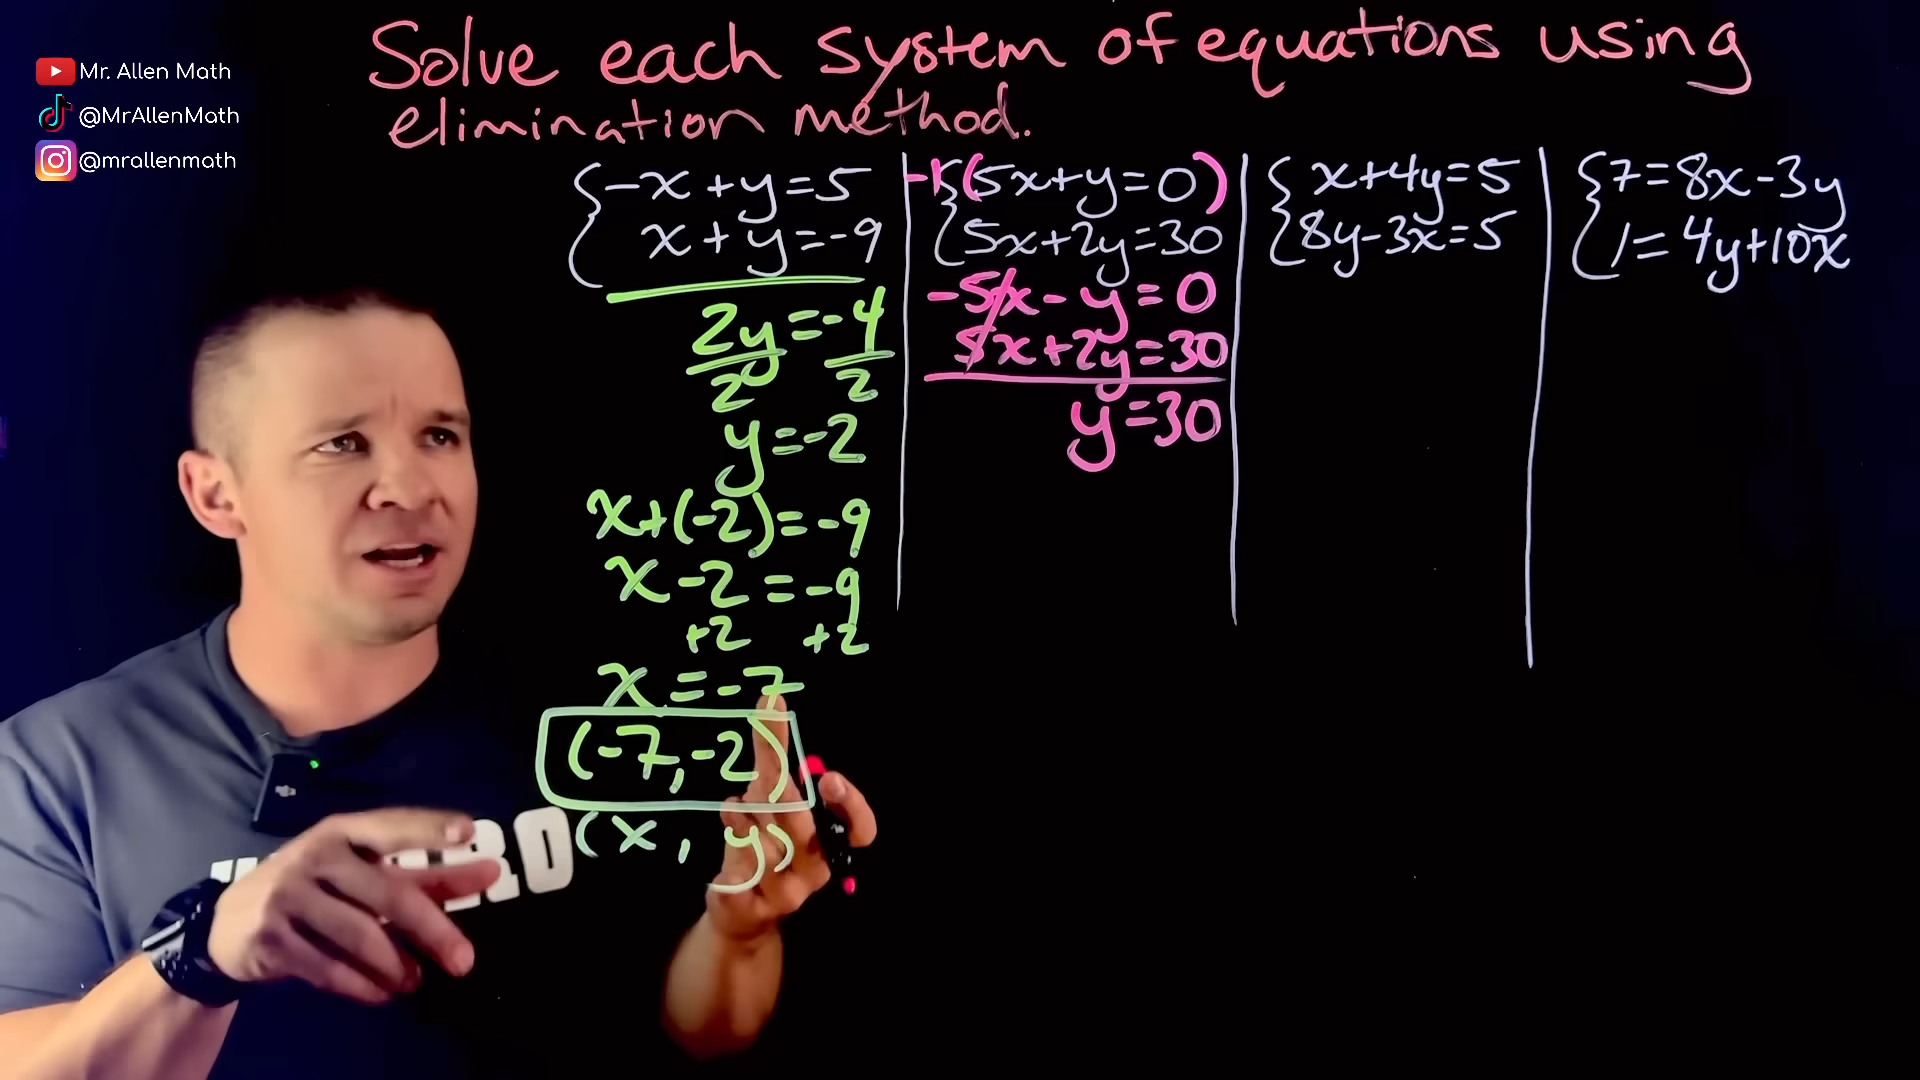 Mr. Allen Math
@MrAllenMath
@mrallenmath
Solve each system of equations using
elimination method.
-x+y=5
x+y=-9
2y=-4
2 2
y=-2
x+(-2)=-9
x-2=-9
+2 +2
x=-7
(-7,-2)
(x, y)
-1(5x+y=0)
5x+2y=30
-5x-y=0
5x+2y=30
y=30
x+4y=5
8y-3x=5
7=8x-3y
1=4y+10x